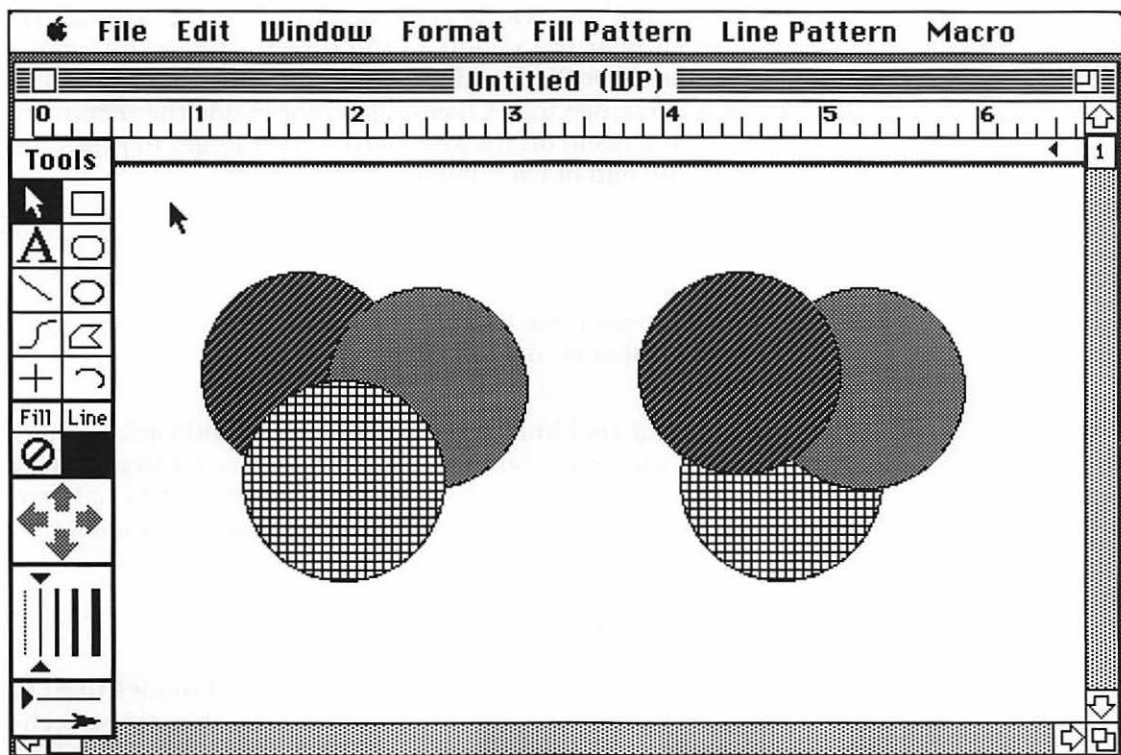 File Edit Window Format Fill Pattern Line Pattern Macro
Untitled (WP)
0 1 2 3 4 5 6
Tools
1
A
Fill Line